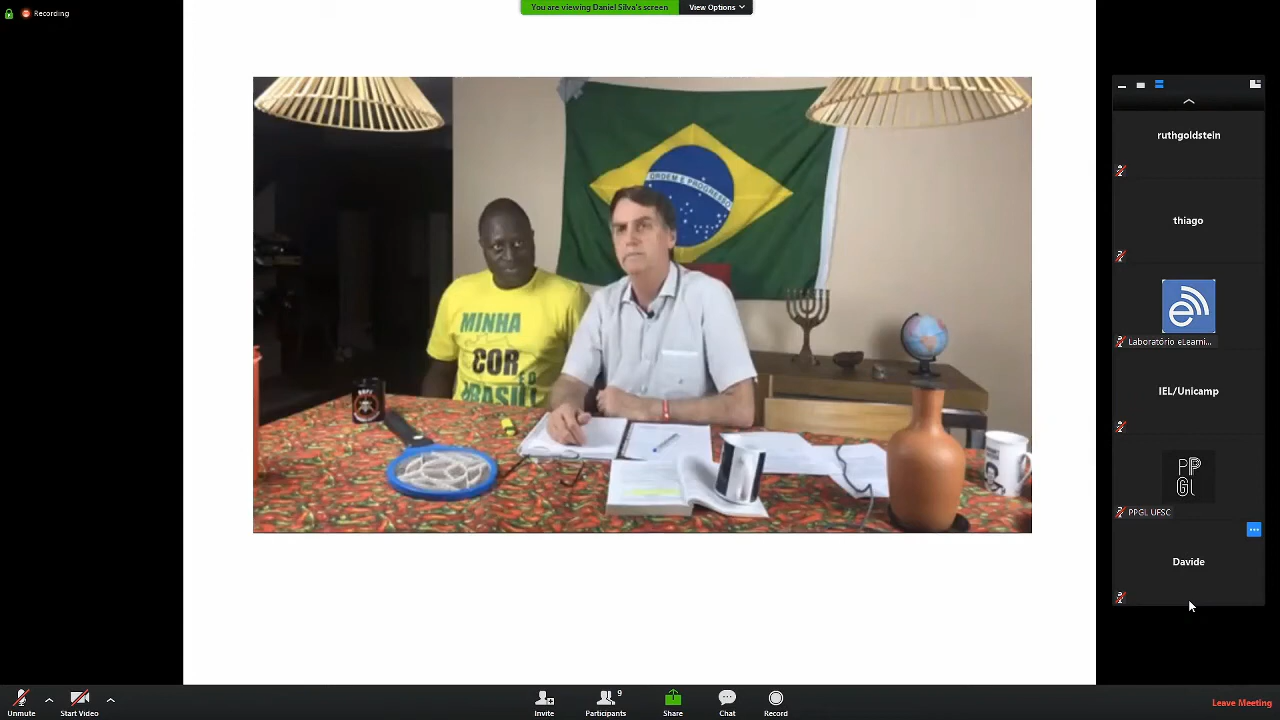 Recording
You are viewing Daniel Silva's screen
View Options
ORDEM E PROGRESSO
MINHA
COR
É O
BRASIL
ruthgoldstein
thiago
Laboratório eLearni...
IEL/Unicamp
PP
GL
PPGL UFSC
Davide
Unmute
Start Video
Invite
Participants
9
Share
Chat
Record
Leave Meeting